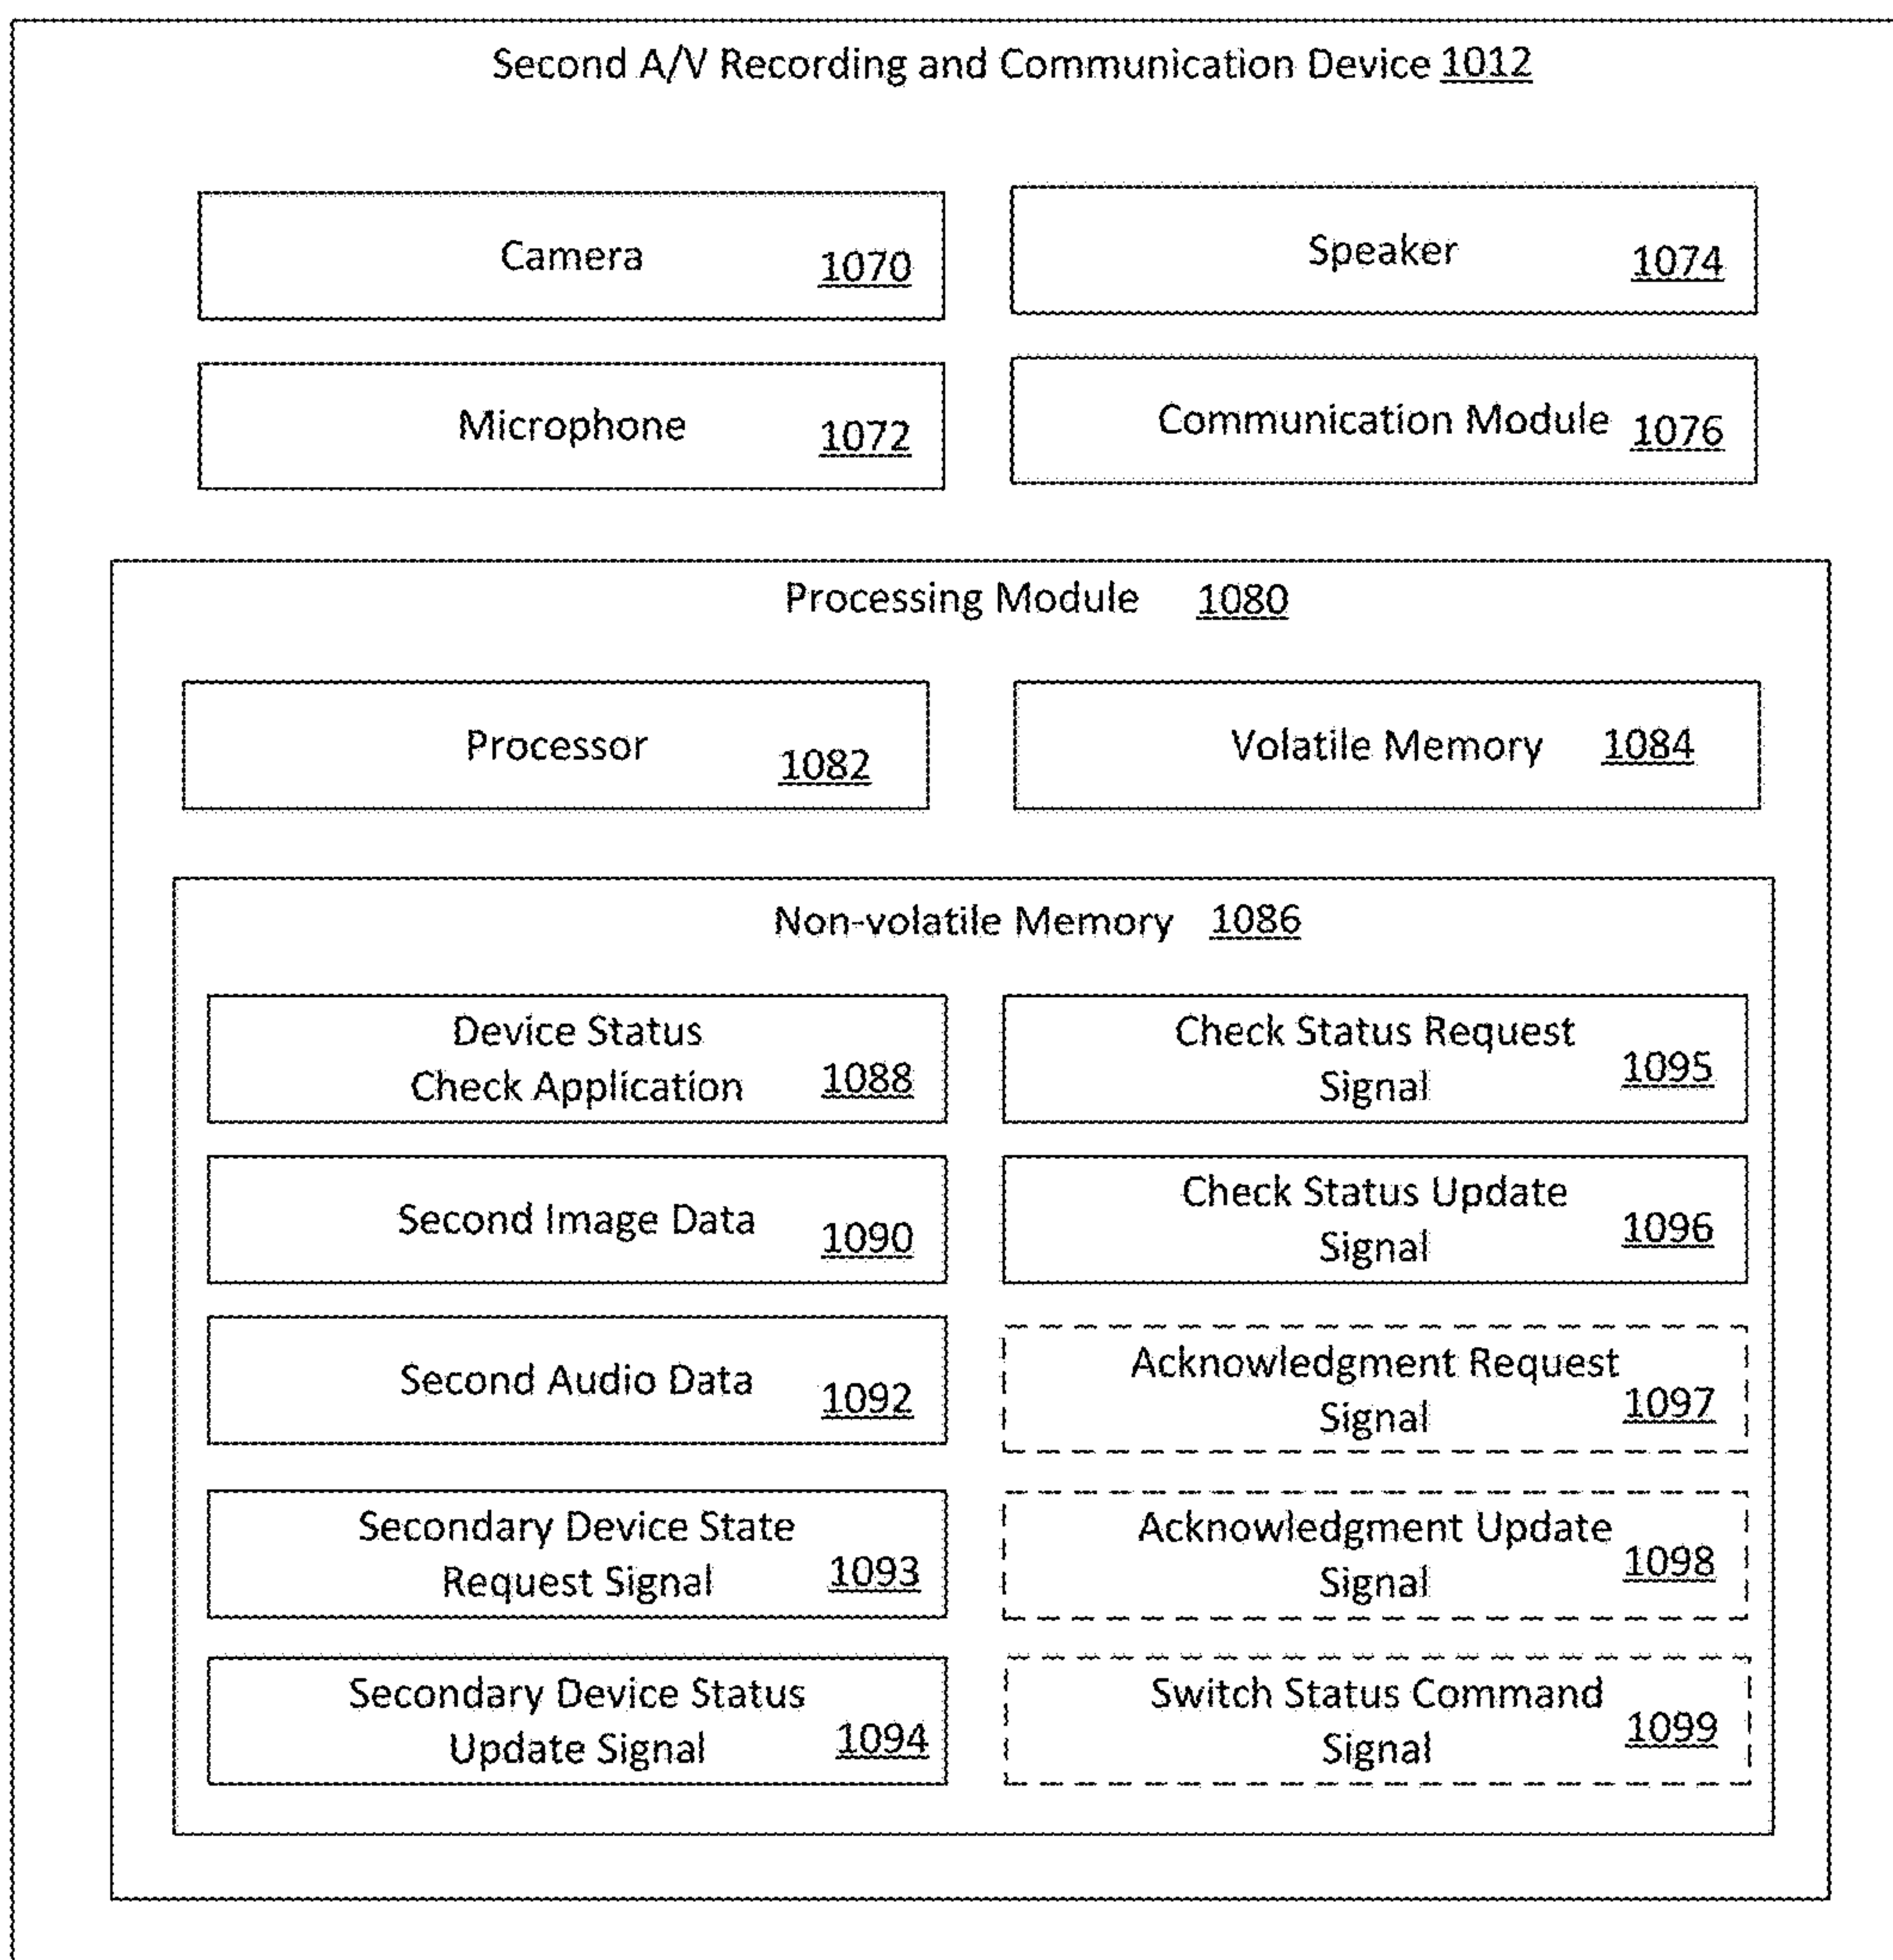 Second A/V Recording and Communication Device 1012
Camera 1070
Speaker 1074
Microphone 1072
Communication Module 1076
Processing Module 1080
Processor 1082
Volatile Memory 1084
Non-volatile Memory 1086
Device Status
Check Application 1088
Check Status Request
Signal 1095
Second Image Data 1090
Check Status Update
Signal 1096
Second Audio Data 1092
Acknowledgment Request
Signal 1097
Secondary Device State
Request Signal 1093
Acknowledgment Update
Signal 1098
Secondary Device Status
Update Signal 1094
Switch Status Command
Signal 1099